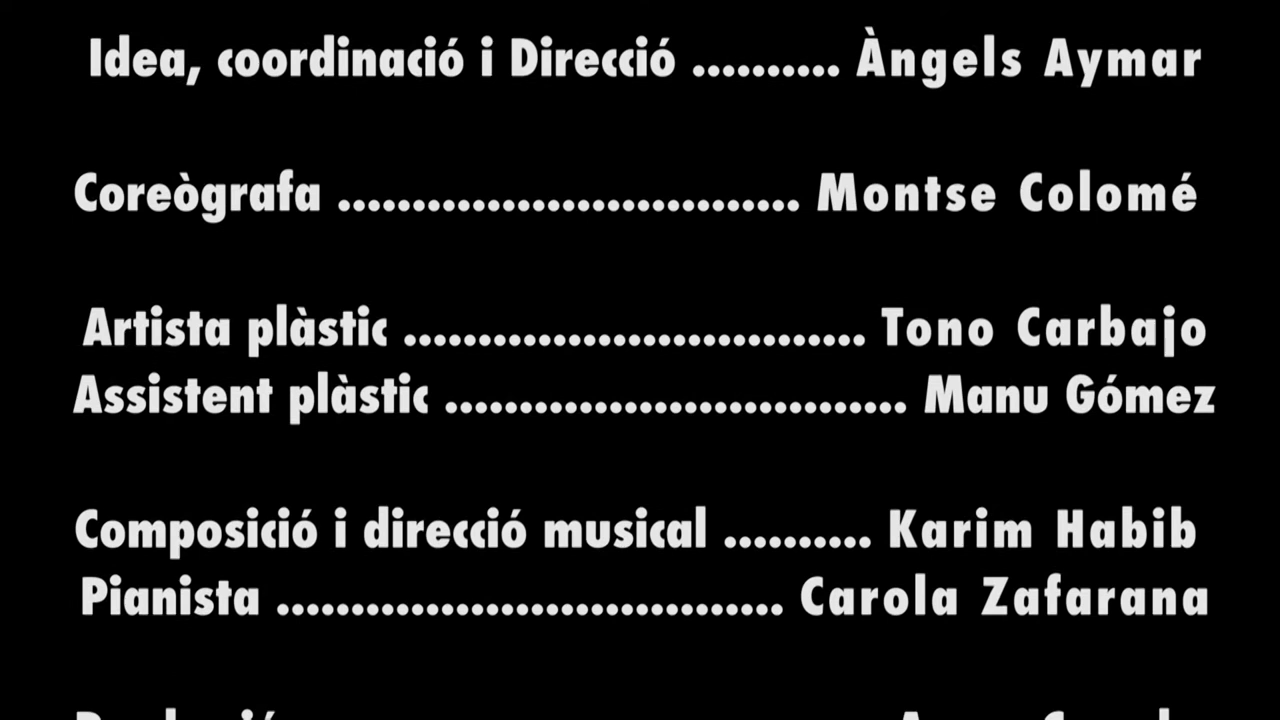 Idea, coordinació i Direcció .......... Àngels Aymar
Coreògrafa ............................... Montse Colomé
Artista plàstic ............................... Tono Carbajo
Assistent plàstic ............................... Manu Gómez
Composició i direcció musical .......... Karim Habib
Pianista .................................. Carola Zafarana